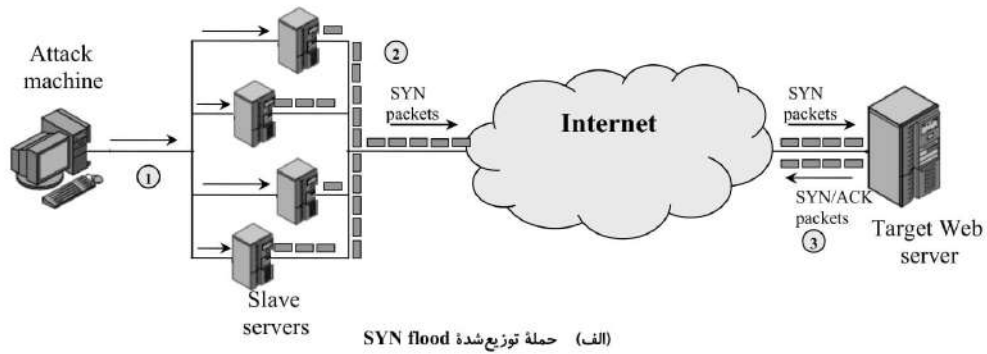 Attack
machine
1
Slave
servers
2
SYN
packets
Internet
SYN
packets
SYN/ACK
packets
3
Target Web
server
(الف) حملة توزیع‌شدة SYN flood